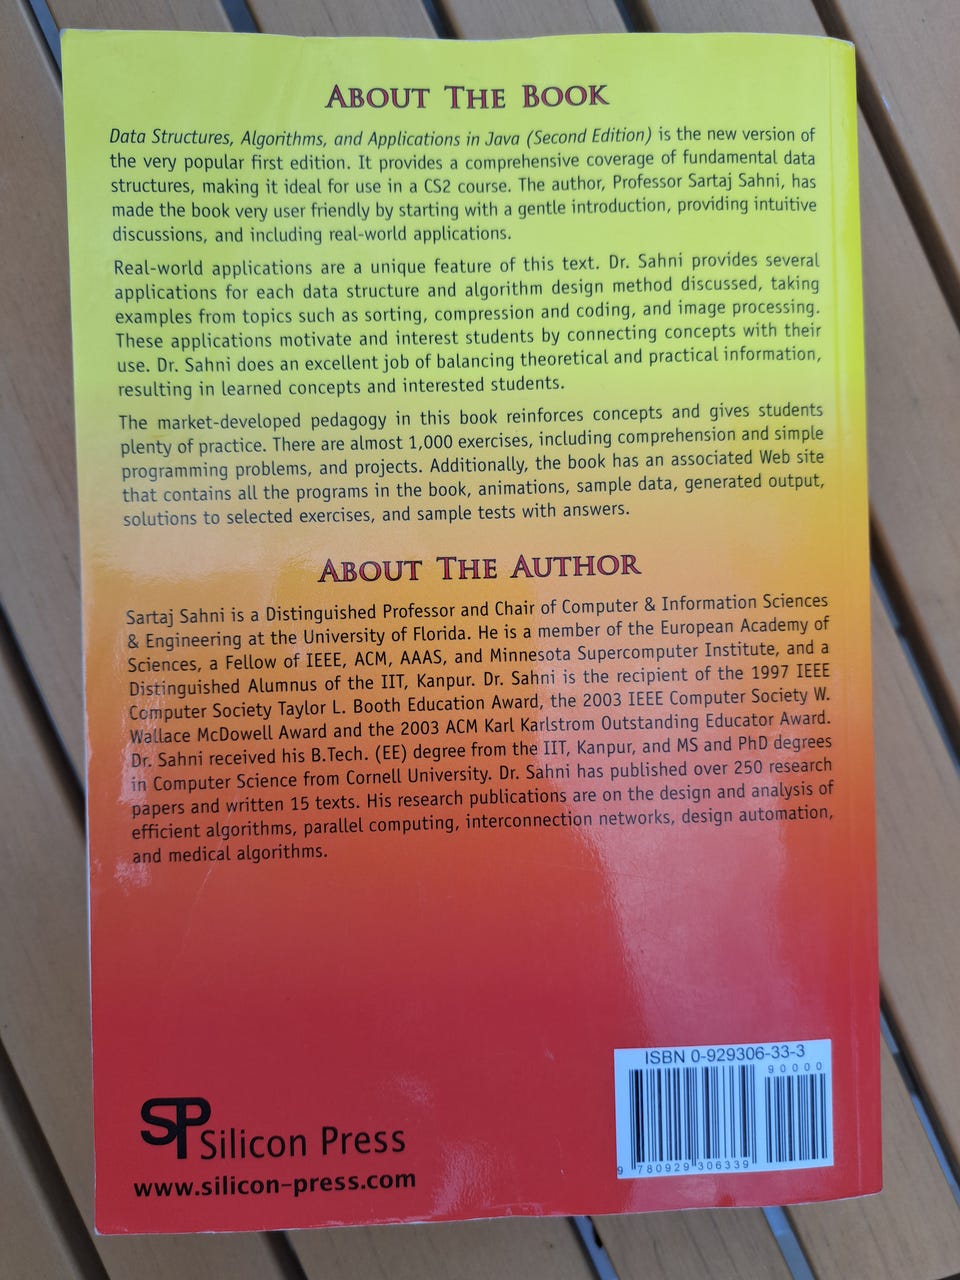 ABOUT THE BOOK
Data Structures, Algorithms, and Applications in Java (Second Edition) is the new version of
the very popular first edition. It provides a comprehensive coverage of fundamental data
structures, making it ideal for use in a CS2 course. The author, Professor Sartaj Sahni, has
made the book very user friendly by starting with a gentle introduction, providing intuitive
discussions, and including real-world applications.
Real-world applications are a unique feature of this text. Dr. Sahni provides several
applications for each data structure and algorithm design method discussed, taking
examples from topics such as sorting, compression and coding, and image processing.
These applications motivate and interest students by connecting concepts with their
use. Dr. Sahni does an excellent job of balancing theoretical and practical information,
resulting in learned concepts and interested students.
The market-developed pedagogy in this book reinforces concepts and gives students
plenty of practice. There are almost 1,000 exercises, including comprehension and simple
programming problems, and projects. Additionally, the book has an associated Web site
that contains all the programs in the book, animations, sample data, generated output,
solutions to selected exercises, and sample tests with answers.
ABOUT THE AUTHOR
Sartaj Sahni is a Distinguished Professor and Chair of Computer & Information Sciences
& Engineering at the University of Florida. He is a member of the European Academy of
Sciences, a Fellow of IEEE, ACM, AAAS, and Minnesota Supercomputer Institute, and a
Distinguished Alumnus of the IIT, Kanpur. Dr. Sahni is the recipient of the 1997 IEEE
Computer Society Taylor L. Booth Education Award, the 2003 IEEE Computer Society W.
Wallace McDowell Award and the 2003 ACM Karl Karlstrom Outstanding Educator Award.
Dr. Sahni received his B.Tech. (EE) degree from the IIT, Kanpur, and MS and PhD degrees
in Computer Science from Cornell University. Dr. Sahni has published over 250 research
papers and written 15 texts. His research publications are on the design and analysis of
efficient algorithms, parallel computing, interconnection networks, design automation,
and medical algorithms.
ISBN 0-929306-33-3
90000
9 780929 306339
SP Silicon Press
www.silicon-press.com